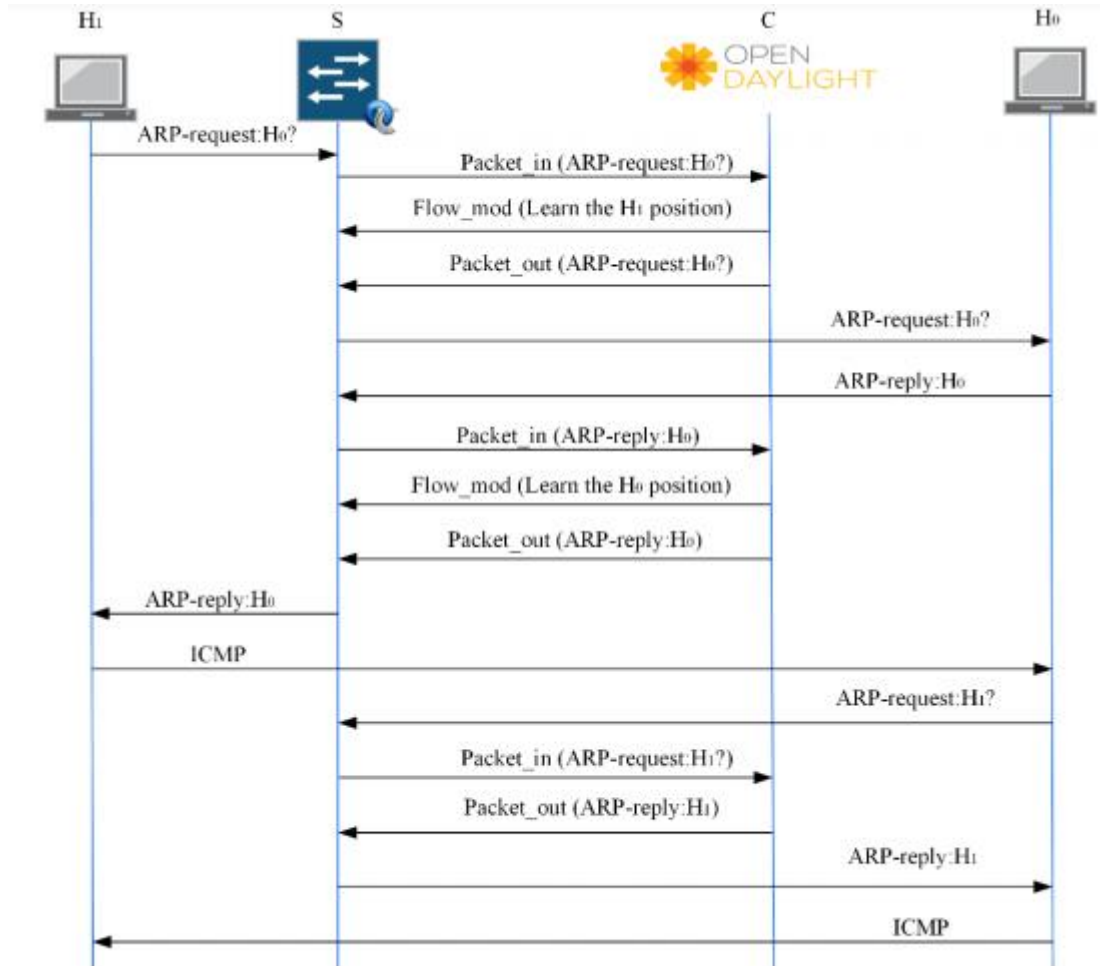 H₁ S C H₀
OPEN
DAYLIGHT
ARP-request:H₀?
Packet_in (ARP-request:H₀?)
Flow_mod (Learn the H₁ position)
Packet_out (ARP-request:H₀?)
ARP-request:H₀?
ARP-reply:H₀
Packet_in (ARP-reply:H₀)
Flow_mod (Learn the H₀ position)
Packet_out (ARP-reply:H₀)
ARP-reply:H₀
ICMP
ARP-request:H₁?
Packet_in (ARP-request:H₁?)
Packet_out (ARP-reply:H₁)
ARP-reply:H₁
ICMP